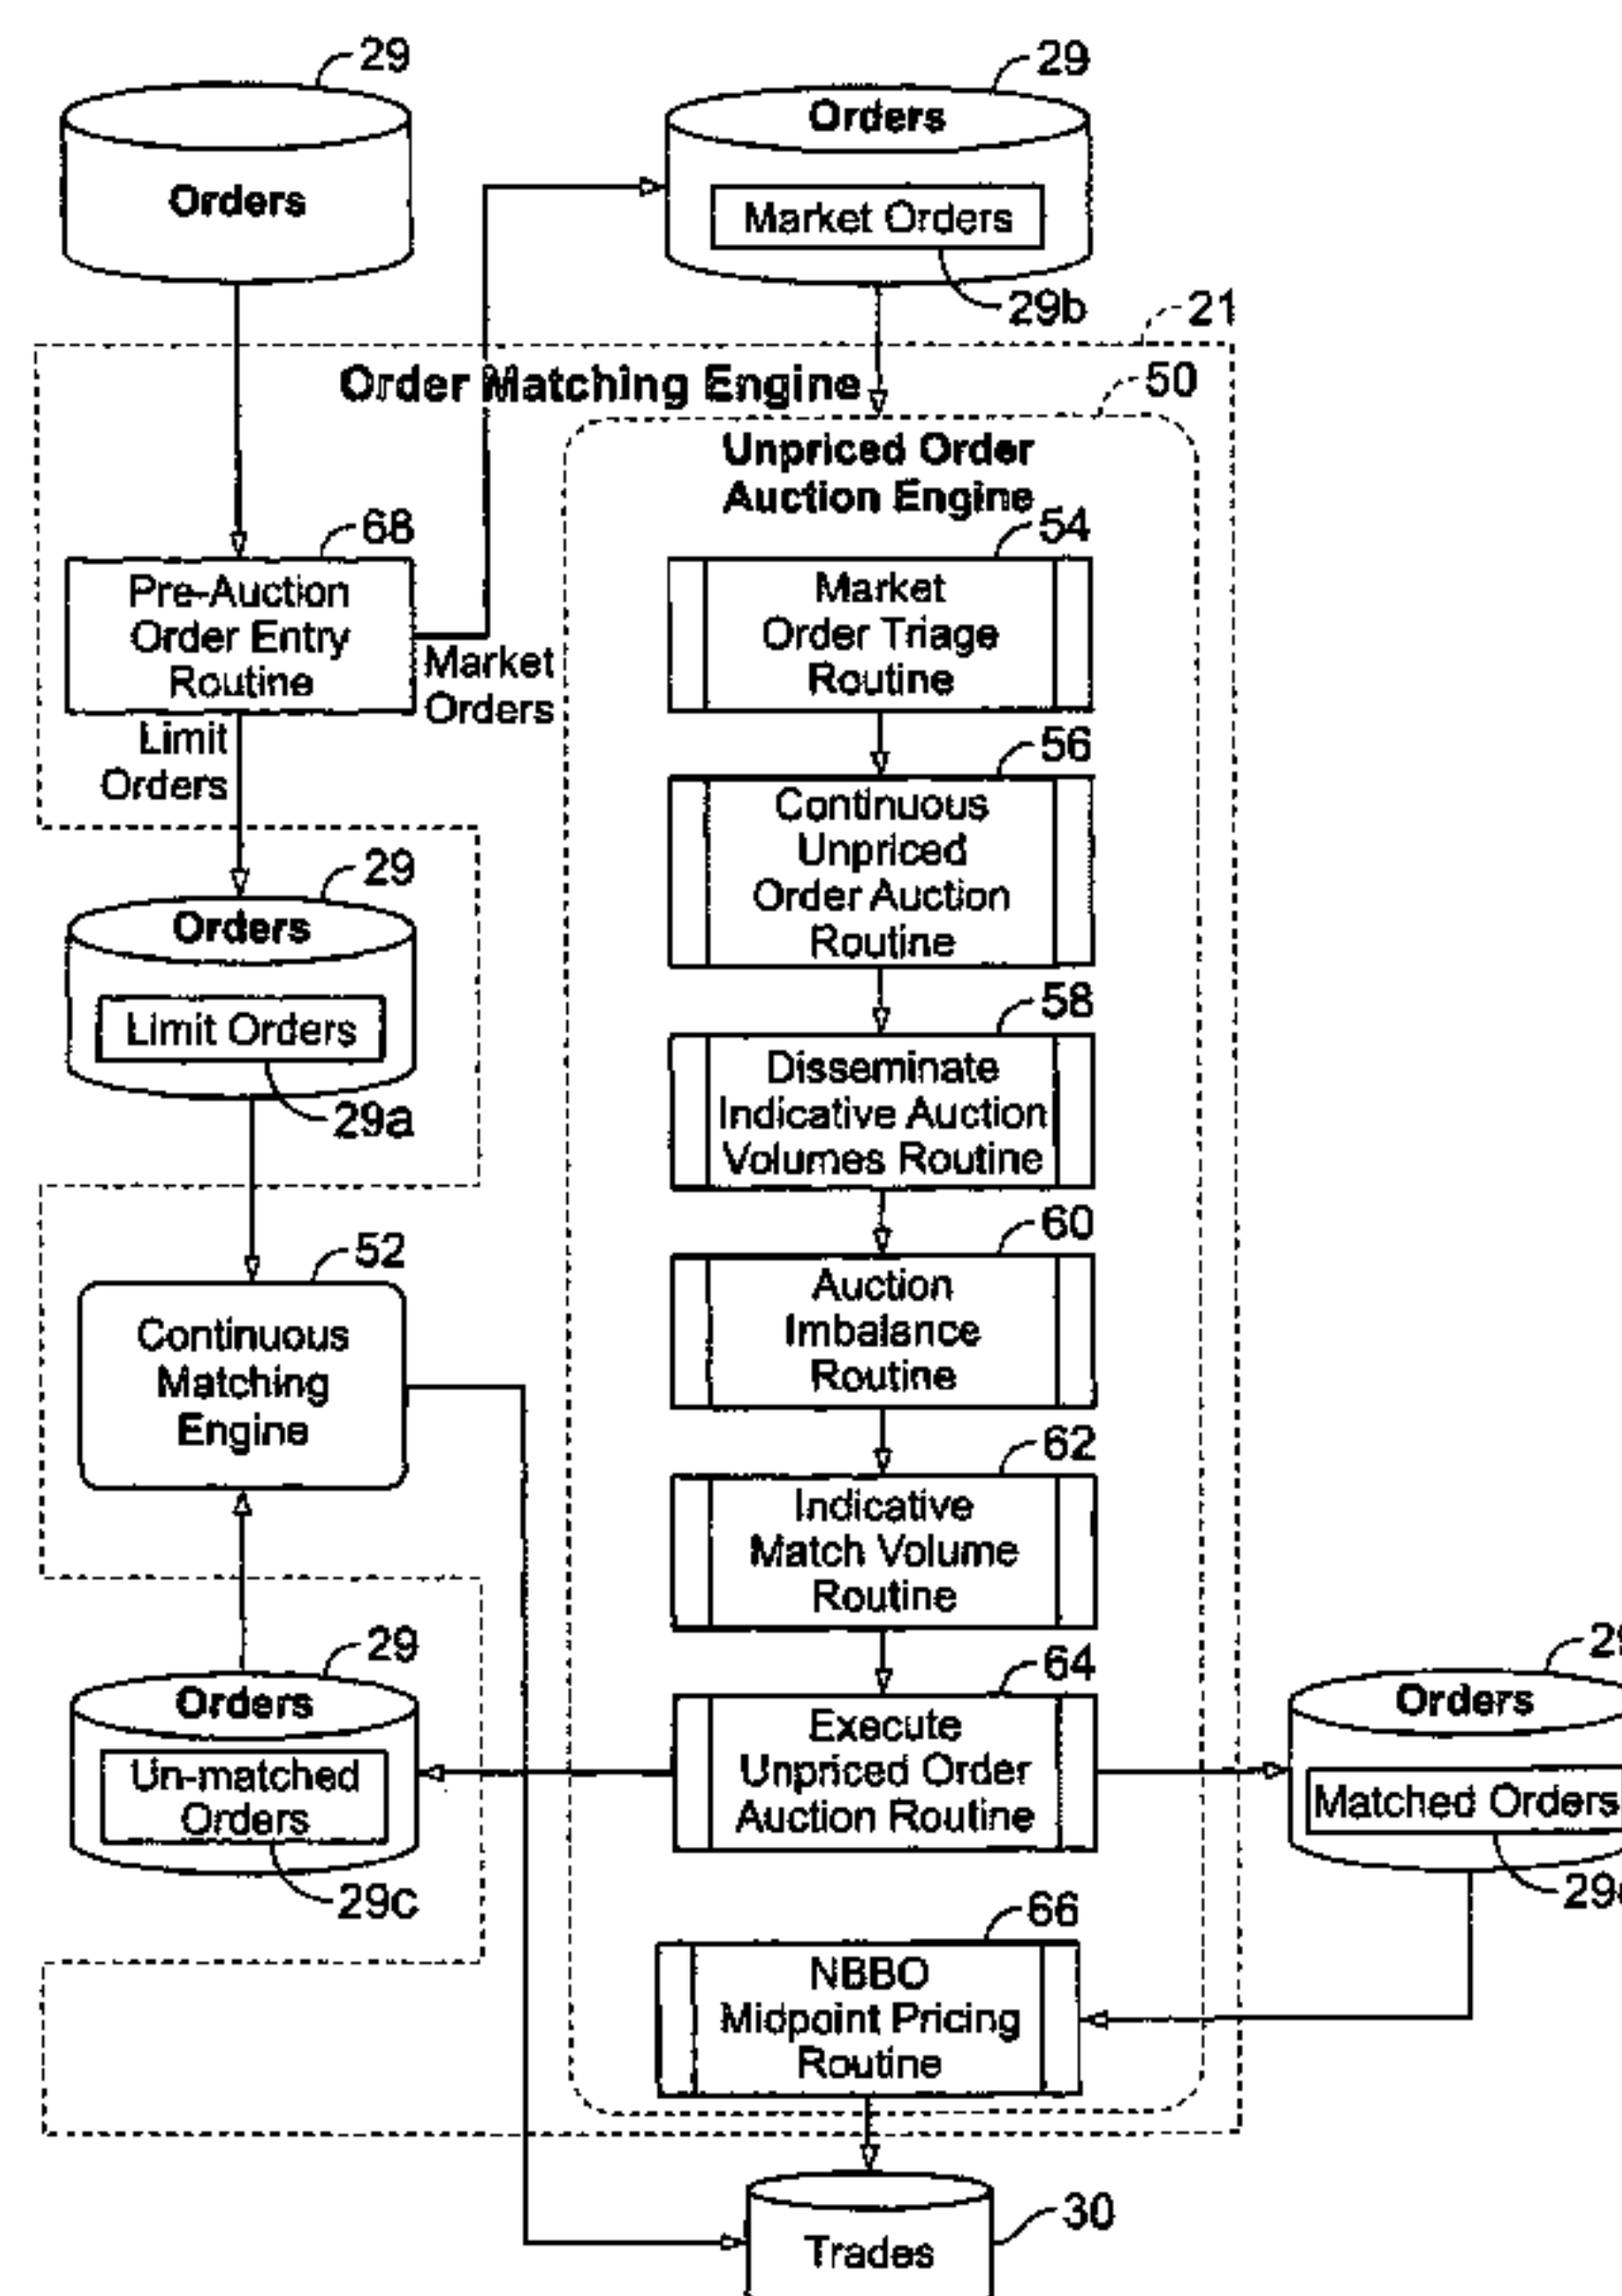 29
Orders
29
Orders
Market Orders
29b
21
Order Matching Engine
50
Unpriced Order
Auction Engine
68
Pre-Auction
Order Entry
Routine
Market
Orders
Limit
Orders
54
Market
Order Triage
Routine
56
Continuous
Unpriced
Order Auction
Routine
29
Orders
Limit Orders
29a
58
Disseminate
Indicative Auction
Volumes Routine
52
Continuous
Matching
Engine
60
Auction
Imbalance
Routine
62
Indicative
Match Volume
Routine
29
Orders
Un-matched
Orders
29c
64
Execute
Unpriced Order
Auction Routine
Orders
Matched Orders
66
NBBO
Midpoint Pricing
Routine
30
Trades